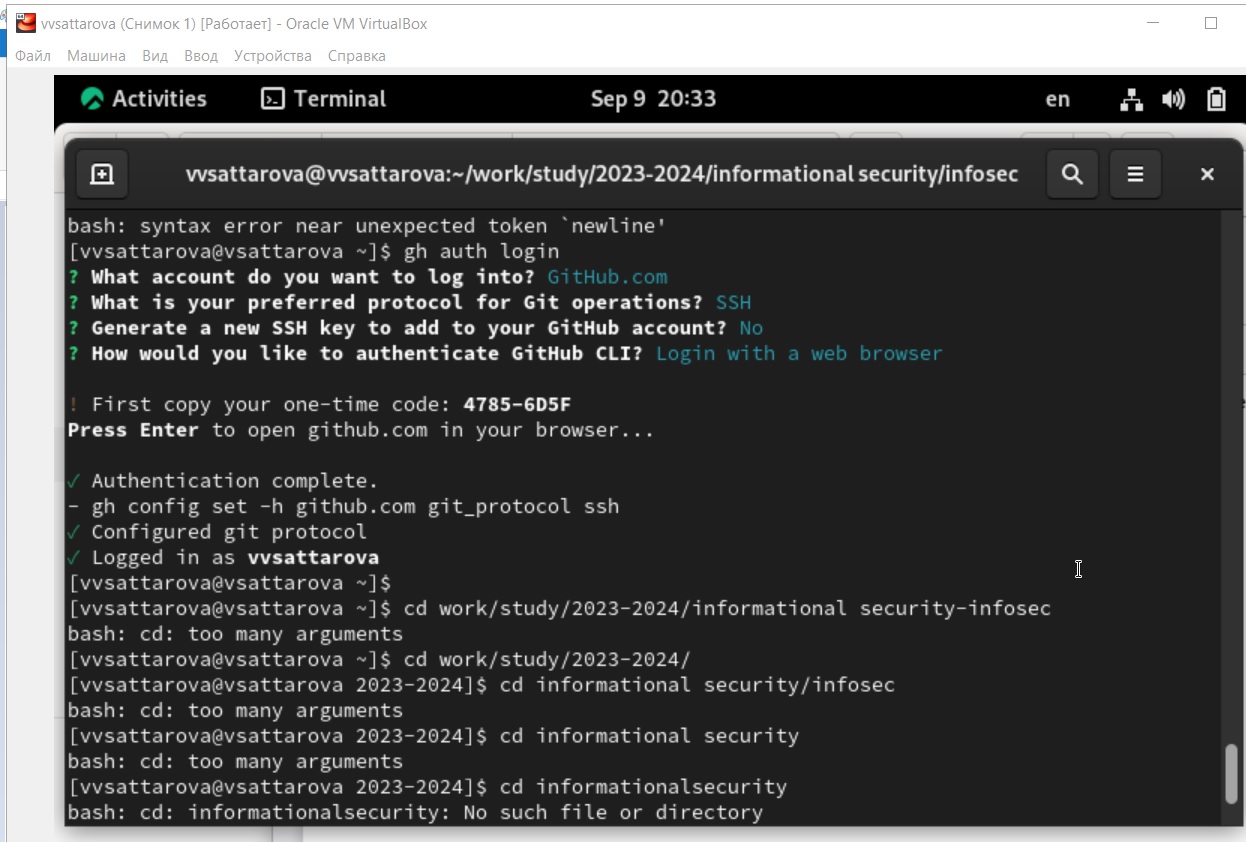 vvsattarova (Снимок 1) [Работает] - Oracle VM VirtualBox
Файл Машина Вид Ввод Устройства Справка
Activities Terminal Sep 9 20:33 en
vvsattarova@vvsattarova:~/work/study/2023-2024/informational security/infosec
bash: syntax error near unexpected token `newline'
[vvsattarova@vsattarova ~]$ gh auth login
? What account do you want to log into? GitHub.com
? What is your preferred protocol for Git operations? SSH
? Generate a new SSH key to add to your GitHub account? No
? How would you like to authenticate GitHub CLI? Login with a web browser
! First copy your one-time code: 4785-6D5F
Press Enter to open github.com in your browser...
✓ Authentication complete.
- gh config set -h github.com git_protocol ssh
✓ Configured git protocol
✓ Logged in as vvsattarova
[vvsattarova@vsattarova ~]$
[vvsattarova@vsattarova ~]$ cd work/study/2023-2024/informational security-infosec
bash: cd: too many arguments
[vvsattarova@vsattarova ~]$ cd work/study/2023-2024/
[vvsattarova@vsattarova 2023-2024]$ cd informational security/infosec
bash: cd: too many arguments
[vvsattarova@vsattarova 2023-2024]$ cd informational security
bash: cd: too many arguments
[vvsattarova@vsattarova 2023-2024]$ cd informationalsecurity
bash: cd: informationalsecurity: No such file or directory